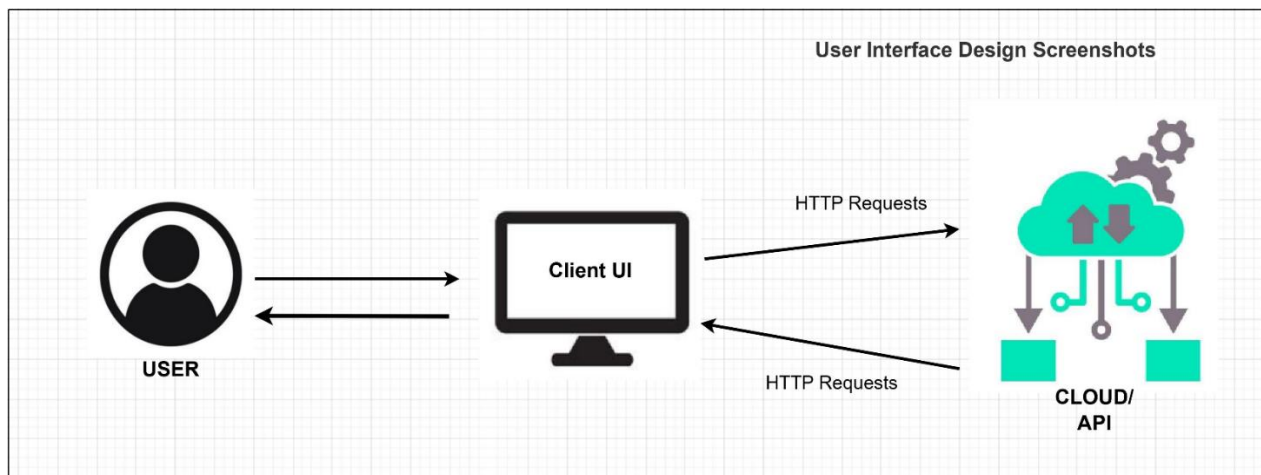 User Interface Design Screenshots
HTTP Requests
Client UI
USER
HTTP Requests
CLOUD/
API